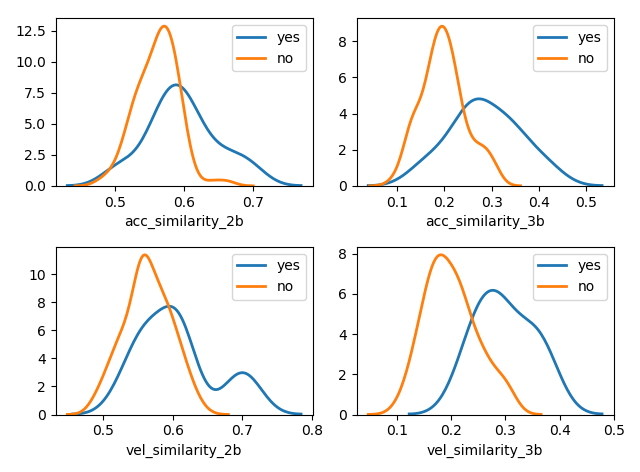 12.5
10.0
7.5
5.0
2.5
0.0
yes
no
0.5 0.6 0.7
acc_similarity_2b
8
6
4
2
0
yes
no
0.1 0.2 0.3 0.4 0.5
acc_similarity_3b
10
8
6
4
2
0
yes
no
0.5 0.6 0.7 0.8
vel_similarity_2b
8
6
4
2
0
yes
no
0.1 0.2 0.3 0.4 0.5
vel_similarity_3b